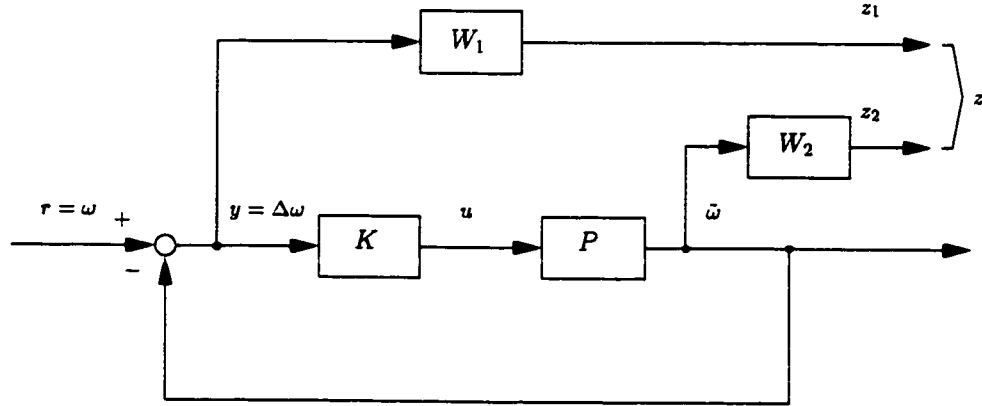 z₁
W₁
z
z₂
W₂
r = ω
+
y = Δω
u
ω̃
K
P
−